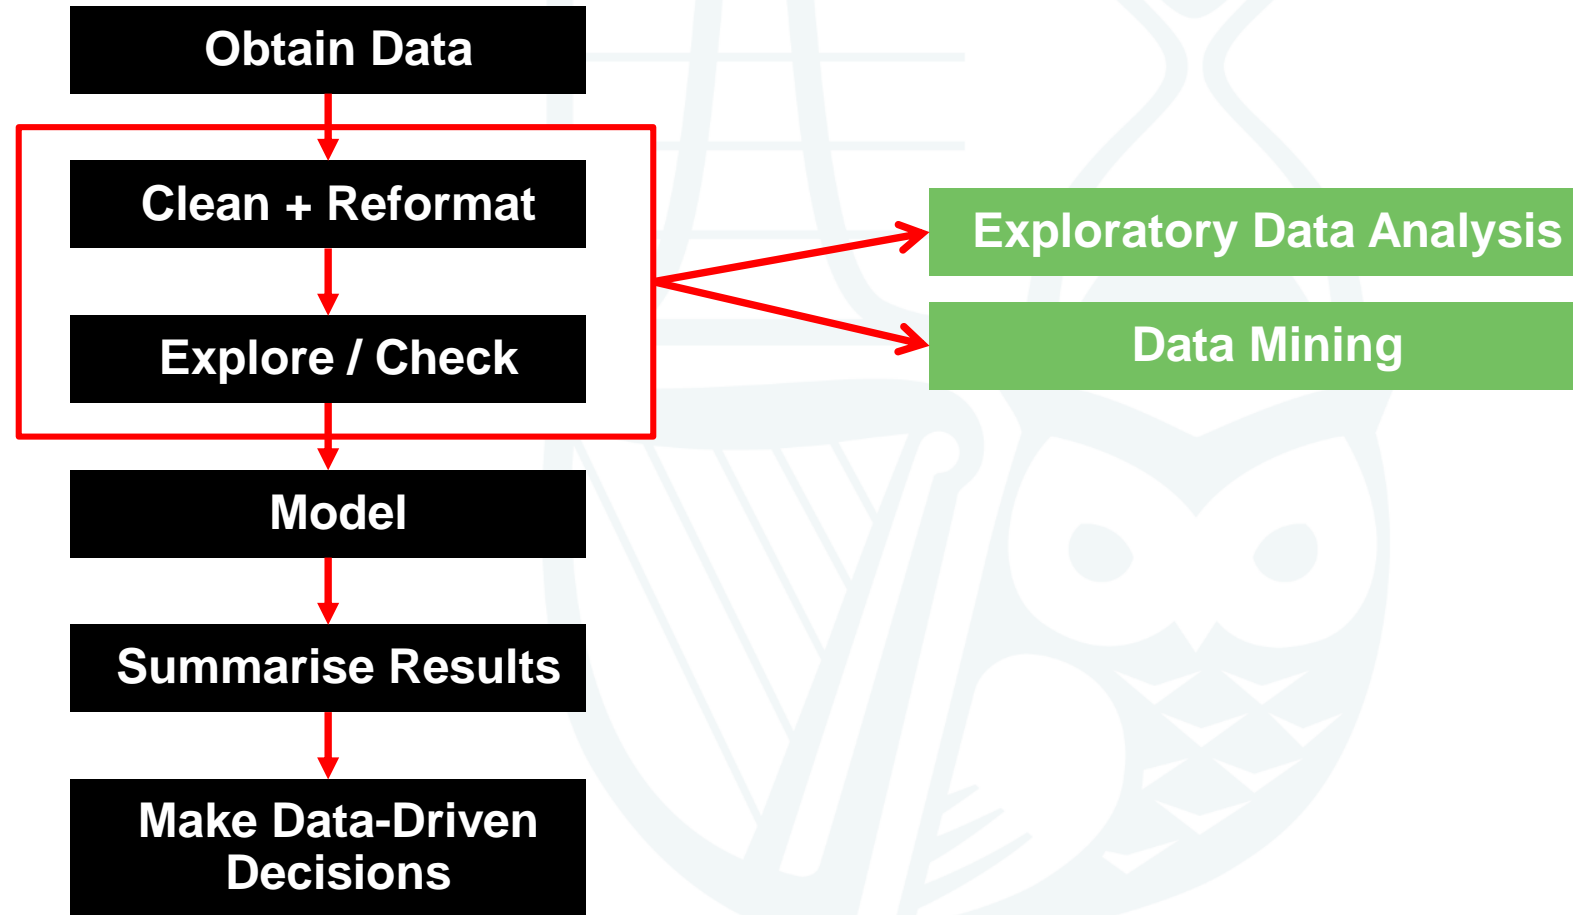 Obtain Data
Clean + Reformat
Explore / Check
Model
Summarise Results
Make Data-Driven
Decisions
Exploratory Data Analysis
Data Mining